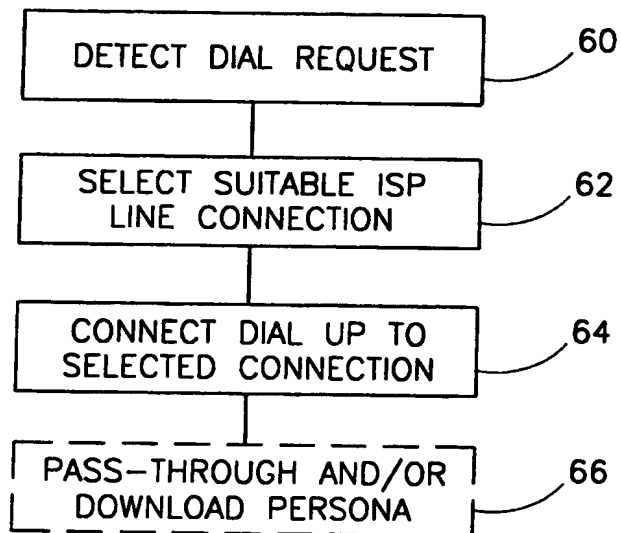 DETECT DIAL REQUEST
60
SELECT SUITABLE ISP
LINE CONNECTION
62
CONNECT DIAL UP TO
SELECTED CONNECTION
64
PASS-THROUGH AND/OR
DOWNLOAD PERSONA
66